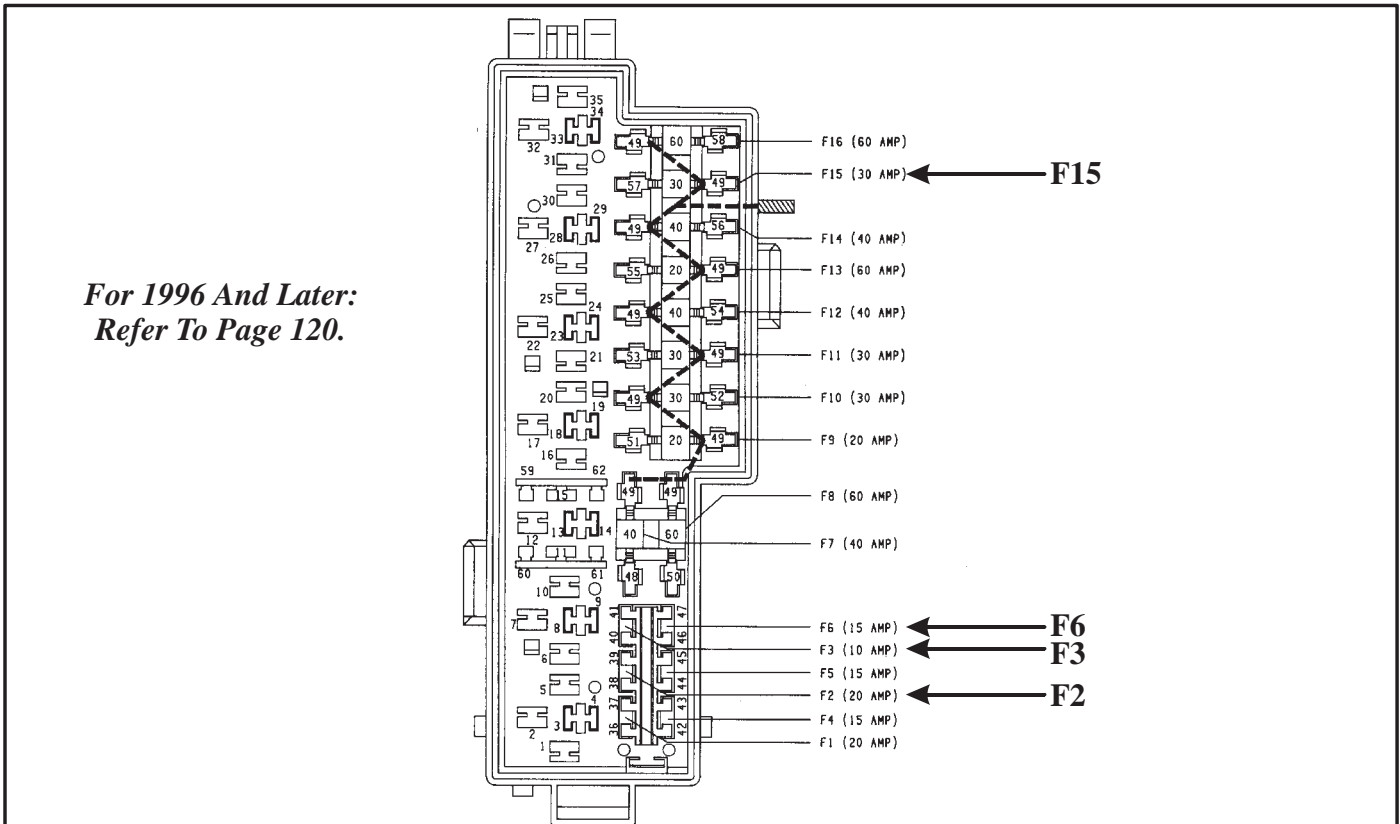 For 1996 And Later:
Refer To Page 120.
35
34
33
32
31
30
29
28
27
26
25
24
23
22
21
20
19
18
17
16
59
62
15
14
13
12
11
60
61
10
9
8
7
6
5
4
3
2
1
49 60 58 F16 (60 AMP)
57 30 49 F15 (30 AMP) F15
49 40 56 F14 (40 AMP)
55 20 49 F13 (60 AMP)
49 40 54 F12 (40 AMP)
53 30 49 F11 (30 AMP)
49 30 52 F10 (30 AMP)
51 20 49 F9 (20 AMP)
49 49
F8 (60 AMP)
40 60
F7 (40 AMP)
48 50
41 47
F6 (15 AMP) F6
40 46
F3 (10 AMP) F3
39 45
F5 (15 AMP)
38 44
F2 (20 AMP) F2
37 43
F4 (15 AMP)
36 42
F1 (20 AMP)